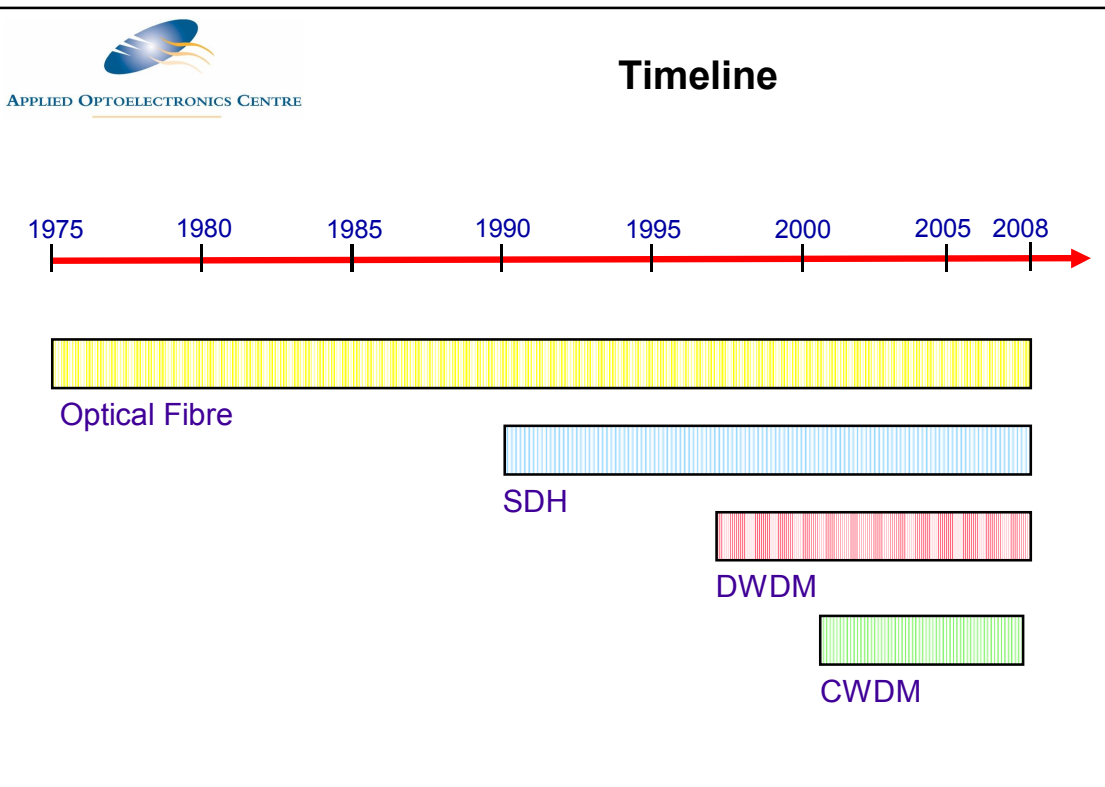 APPLIED OPTOELECTRONICS CENTRE
Timeline
1975 1980 1985 1990 1995 2000 2005 2008
Optical Fibre
SDH
DWDM
CWDM